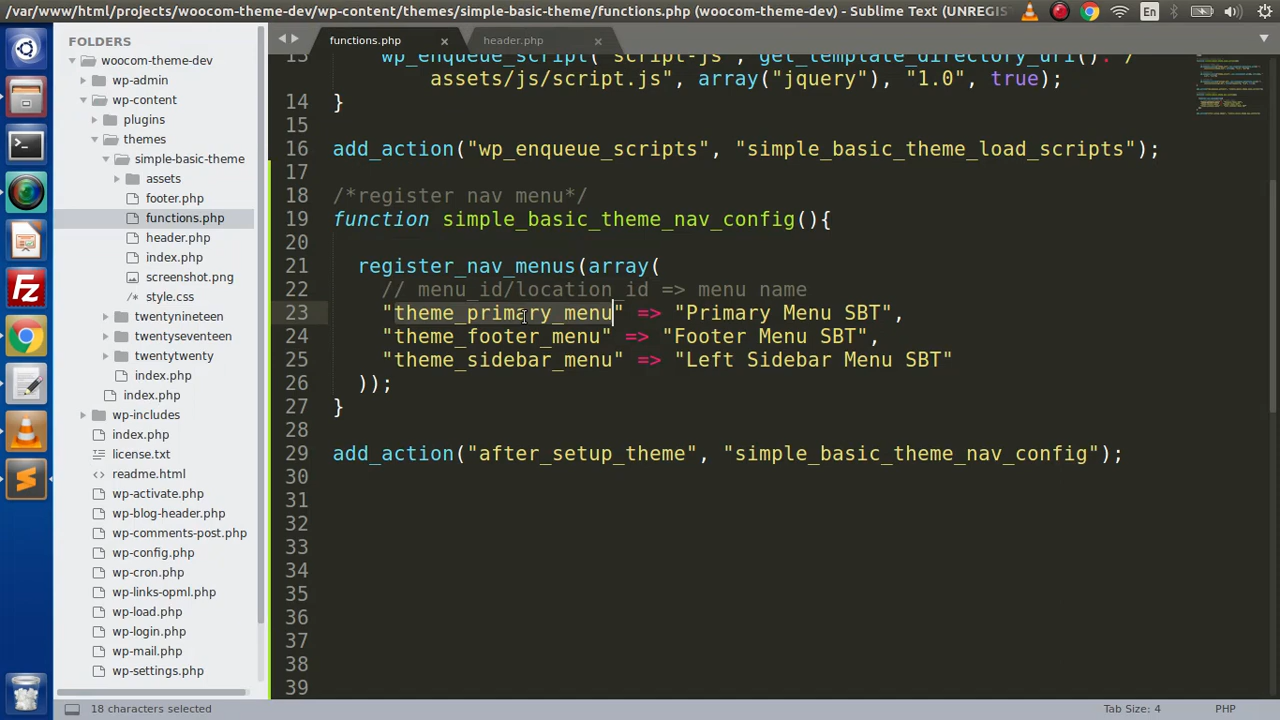 /var/www/html/projects/woocom-theme-dev/wp-content/themes/simple-basic-theme/functions.php (woocom-theme-dev) - Sublime Text (UNREGIS
En
FOLDERS
woocom-theme-dev
wp-admin
wp-content
plugins
themes
simple-basic-theme
assets
footer.php
functions.php
header.php
index.php
screenshot.png
style.css
twentynineteen
twentyseventeen
twentytwenty
index.php
index.php
wp-includes
index.php
license.txt
readme.html
wp-activate.php
wp-blog-header.php
wp-comments-post.php
wp-config.php
wp-cron.php
wp-links-opml.php
wp-load.php
wp-login.php
wp-mail.php
wp-settings.php
functions.php
header.php
13 wp_enqueue_script("script-js", get_template_directory_uri()."/
assets/js/script.js", array("jquery"), "1.0", true);
14 }
15
16 add_action("wp_enqueue_scripts", "simple_basic_theme_load_scripts");
17
18 /*register nav menu*/
19 function simple_basic_theme_nav_config(){
20
21 register_nav_menus(array(
22 // menu_id/location_id => menu name
23 "theme_primary_menu" => "Primary Menu SBT",
24 "theme_footer_menu" => "Footer Menu SBT",
25 "theme_sidebar_menu" => "Left Sidebar Menu SBT"
26 ));
27 }
28
29 add_action("after_setup_theme", "simple_basic_theme_nav_config");
30
31
32
33
34
35
36
37
38
39
18 characters selected
Tab Size: 4
PHP